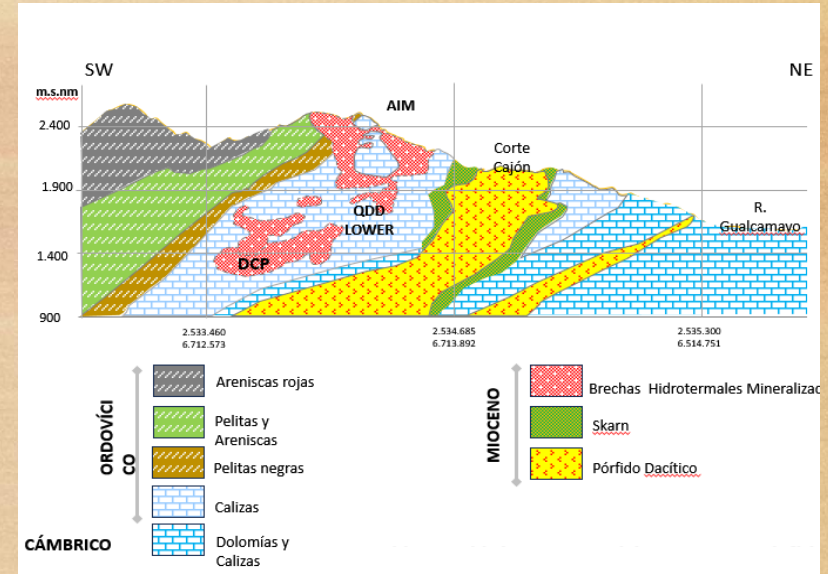 SW
NE
m.s.nm
AIM
2.400
Corte
Cajón
1.900
QDD
LOWER
R.
Gualcamayo
1.400
DCP
900
2.533.460
6.712.573
2.534.685
6.713.892
2.535.300
6.514.751
ORDOVÍCI
CO
Areniscas rojas
Pelitas y
Areniscas
Pelitas negras
Calizas
CÁMBRICO
Dolomías y
Calizas
MIOCENO
Brechas Hidrotermales Mineralizad
Skarn
Pórfido Dacítico